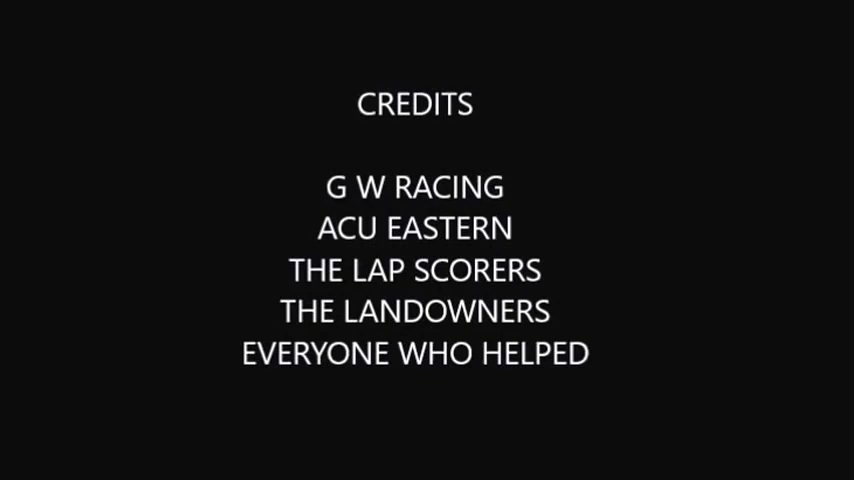 CREDITS
G W RACING
ACU EASTERN
THE LAP SCORERS
THE LANDOWNERS
EVERYONE WHO HELPED